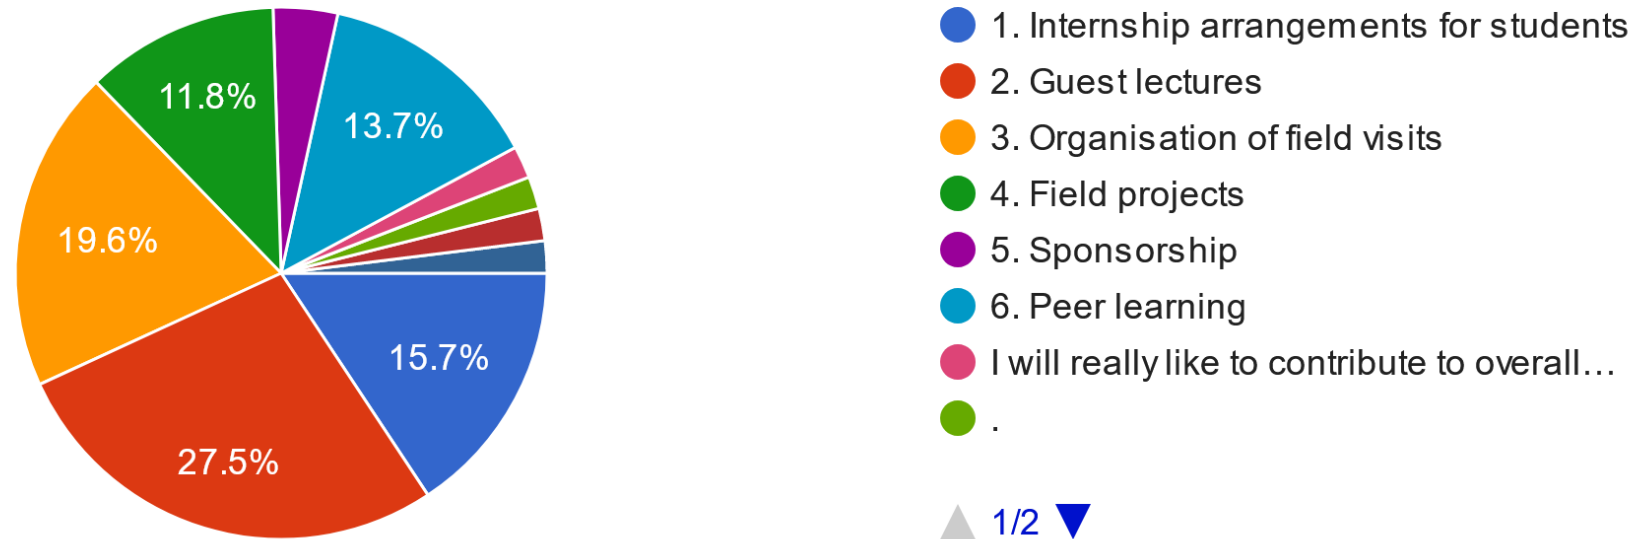 11.8%
13.7%
19.6%
15.7%
27.5%
1. Internship arrangements for students
2. Guest lectures
3. Organisation of field visits
4. Field projects
5. Sponsorship
6. Peer learning
I will really like to contribute to overall…
.
1/2